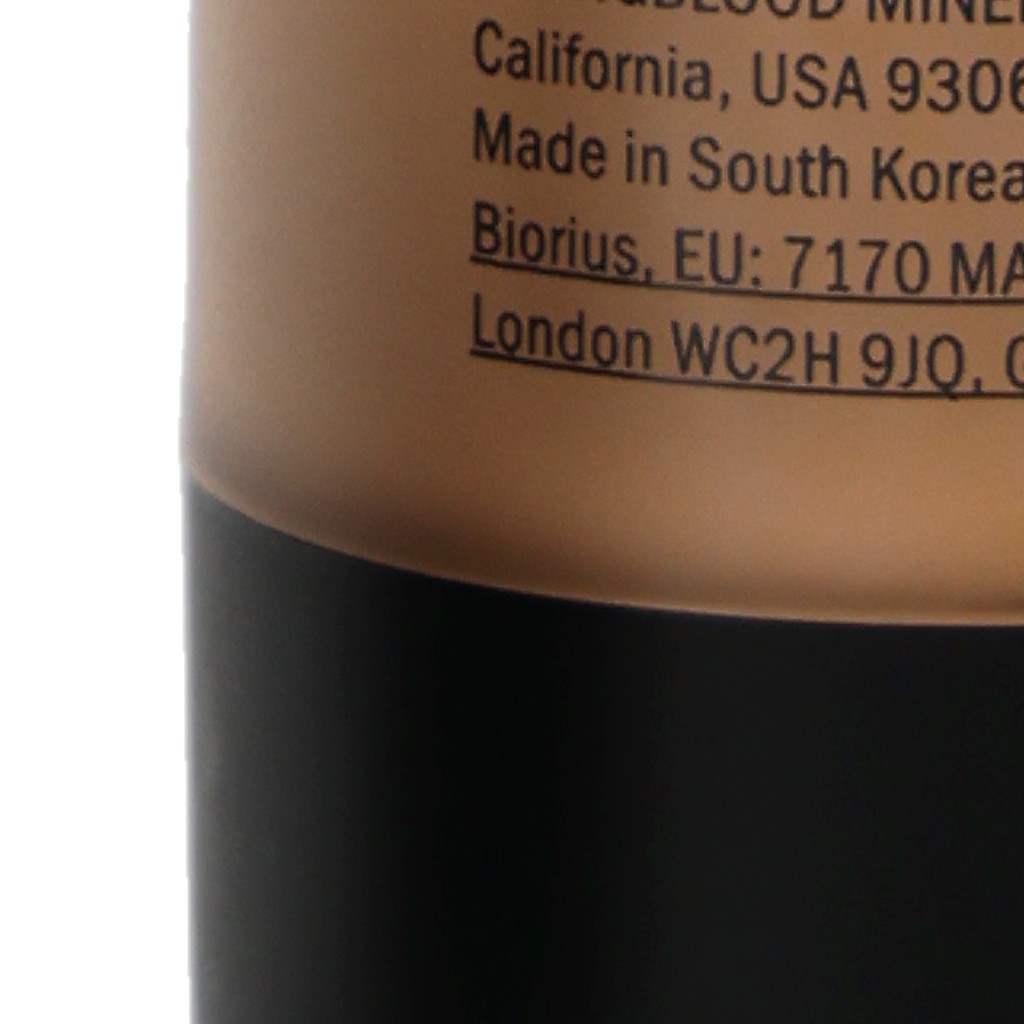 California, USA 9306
Made in South Korea
Biorius, EU: 7170 MA
London WC2H 9JQ,